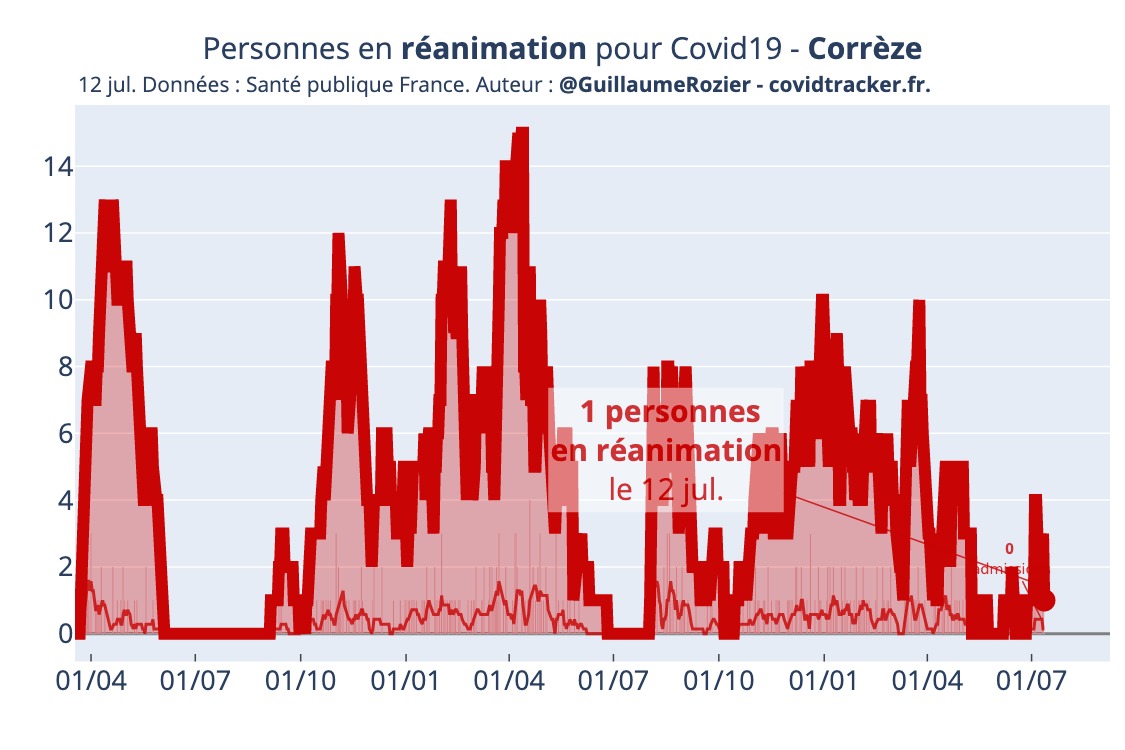 Personnes en réanimation pour Covid19 - Corrèze
12 jul. Données : Santé publique France. Auteur : @GuillaumeRozier - covidtracker.fr.
14
12
10
8
6
4
2
0
1 personnes
en réanimation
le 12 jul.
0
01/04 01/07 01/10 01/01 01/04 01/07 01/10 01/01 01/04 01/07